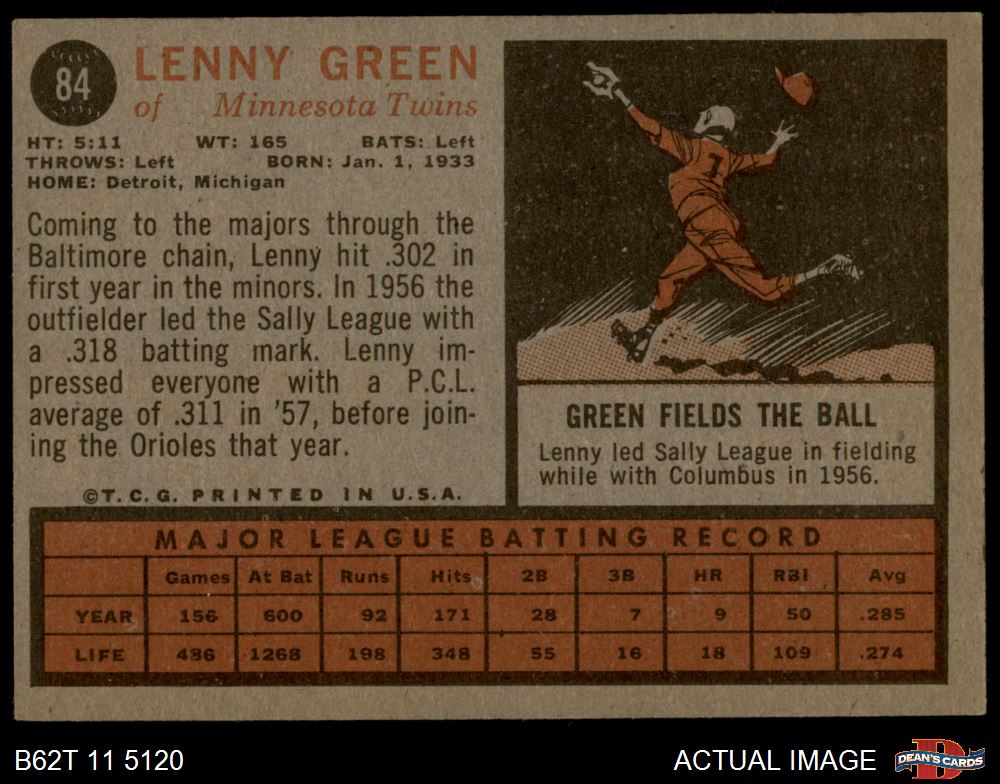 84
LENNY GREEN
of Minnesota Twins
HT: 5:11 WT: 165 BATS: Left
THROWS: Left BORN: Jan. 1, 1933
HOME: Detroit, Michigan
Coming to the majors through the
Baltimore chain, Lenny hit .302 in
first year in the minors. In 1956 the
outfielder led the Sally League with
a .318 batting mark. Lenny im-
pressed everyone with a P.C.L.
average of .311 in '57, before join-
ing the Orioles that year.
©T.C.G. PRINTED IN U.S.A.
7
GREEN FIELDS THE BALL
Lenny led Sally League in fielding
while with Columbus in 1956.
MAJOR LEAGUE BATTING RECORD
Games At Bat Runs Hits 2B 3B HR RBI Avg
YEAR 156 600 92 171 28 7 9 50 .285
LIFE 486 1268 198 348 55 16 18 109 .274
B62T 11 5120
ACTUAL IMAGE
DEAN'S CARDS